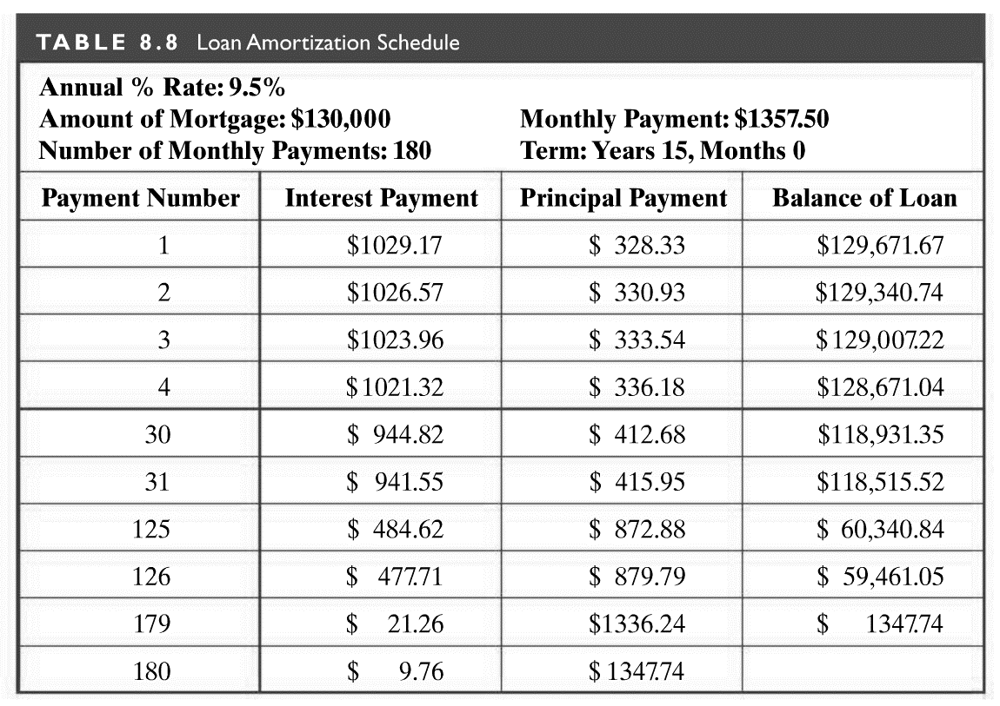 TABLE 8.8 Loan Amortization Schedule
Annual % Rate: 9.5%
Amount of Mortgage: $130,000 Monthly Payment: $1357.50
Number of Monthly Payments: 180 Term: Years 15, Months 0
Payment Number Interest Payment Principal Payment Balance of Loan
1 $1029.17 $ 328.33 $129,671.67
2 $1026.57 $ 330.93 $129,340.74
3 $1023.96 $ 333.54 $129,007.22
4 $1021.32 $ 336.18 $128,671.04
30 $ 944.82 $ 412.68 $118,931.35
31 $ 941.55 $ 415.95 $118,515.52
125 $ 484.62 $ 872.88 $ 60,340.84
126 $ 477.71 $ 879.79 $ 59,461.05
179 $ 21.26 $1336.24 $ 1347.74
180 $ 9.76 $1347.74